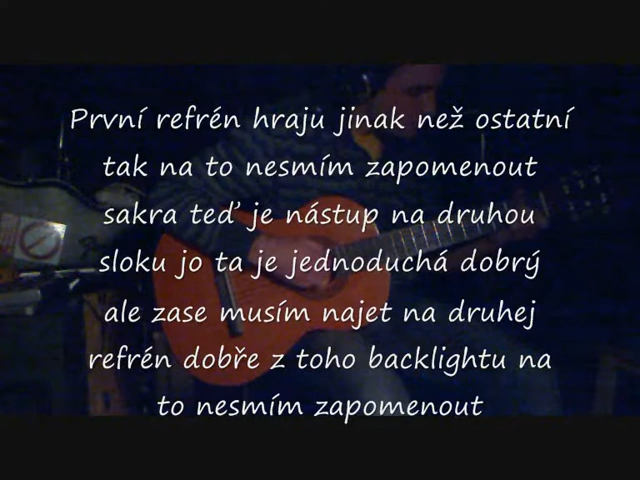 První refrén hraju jinak než ostatní
tak na to nesmím zapomenout
sakra teď je nástup na druhou
sloku jo ta je jednoduchá dobrý
ale zase musím najet na druhej
refrén dobře z toho backlightu na
to nesmím zapomenout